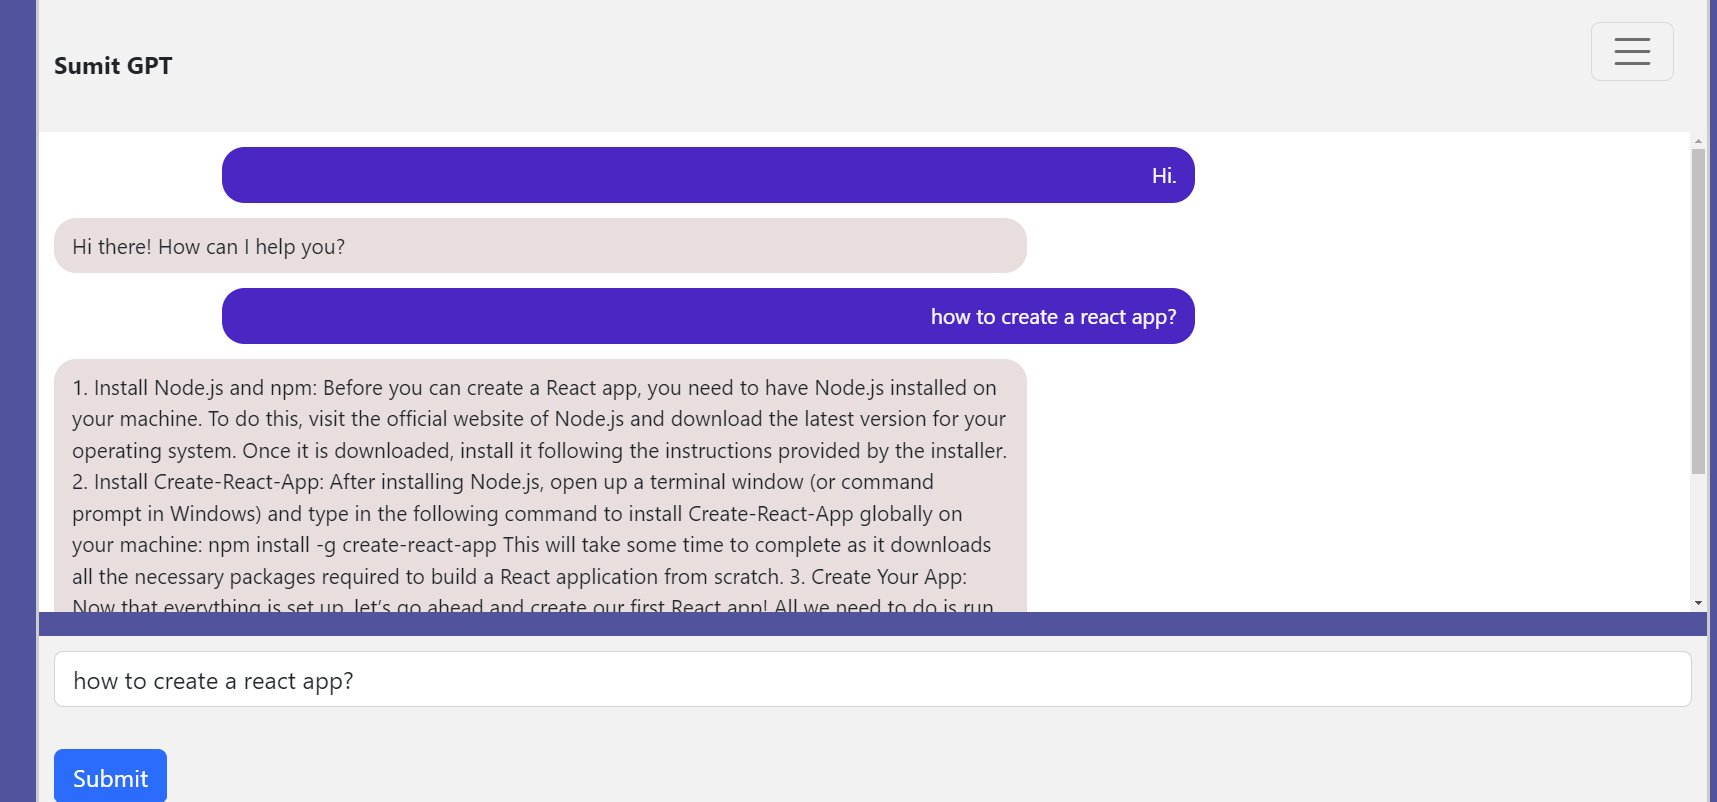 Sumit GPT
Hi.
Hi there! How can I help you?
how to create a react app?
1. Install Node.js and npm: Before you can create a React app, you need to have Node.js installed on
your machine. To do this, visit the official website of Node.js and download the latest version for your
operating system. Once it is downloaded, install it following the instructions provided by the installer.
2. Install Create-React-App: After installing Node.js, open up a terminal window (or command
prompt in Windows) and type in the following command to install Create-React-App globally on
your machine: npm install -g create-react-app This will take some time to complete as it downloads
all the necessary packages required to build a React application from scratch. 3. Create Your App:
Now that everything is set up, let’s go ahead and create our first React app! All we need to do is run
how to create a react app?
Submit